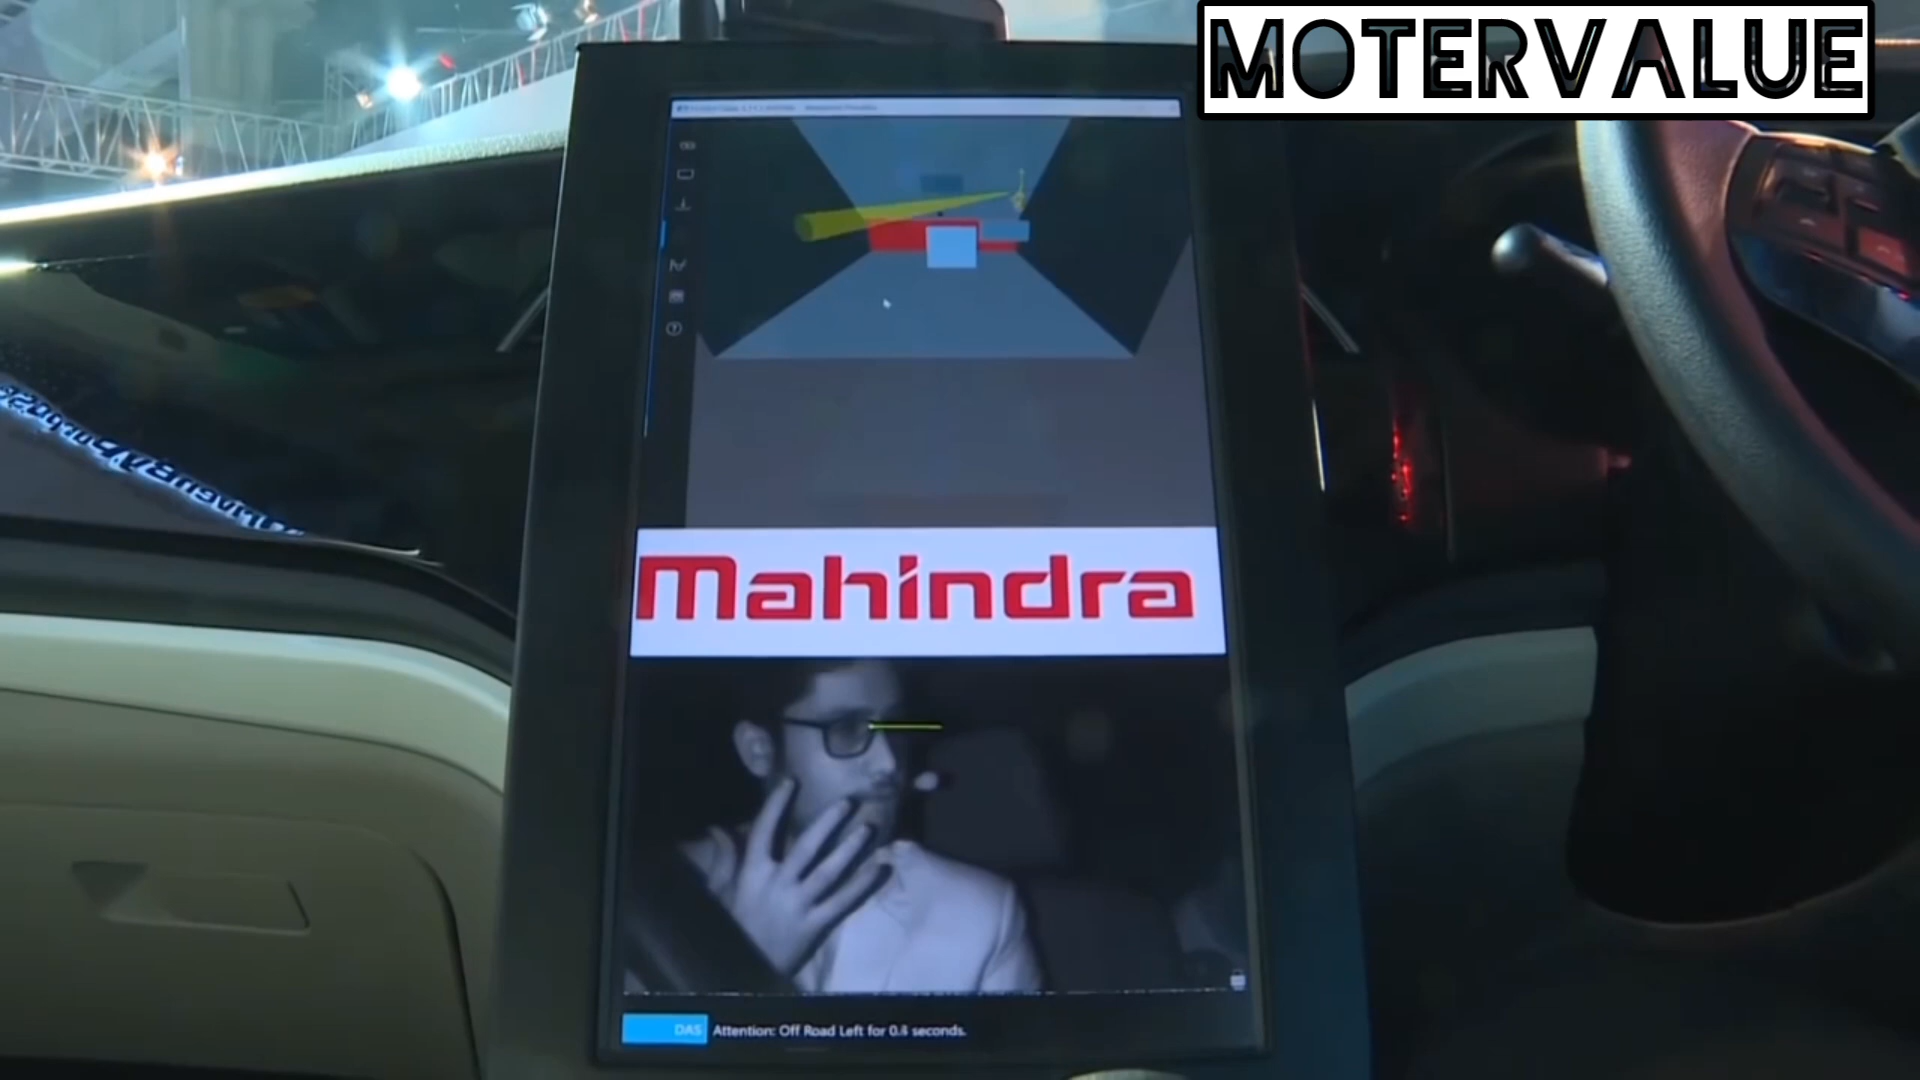 MOTERVALUE
Mahindra
DAS Attention: Off Road Left for 0.4 seconds.